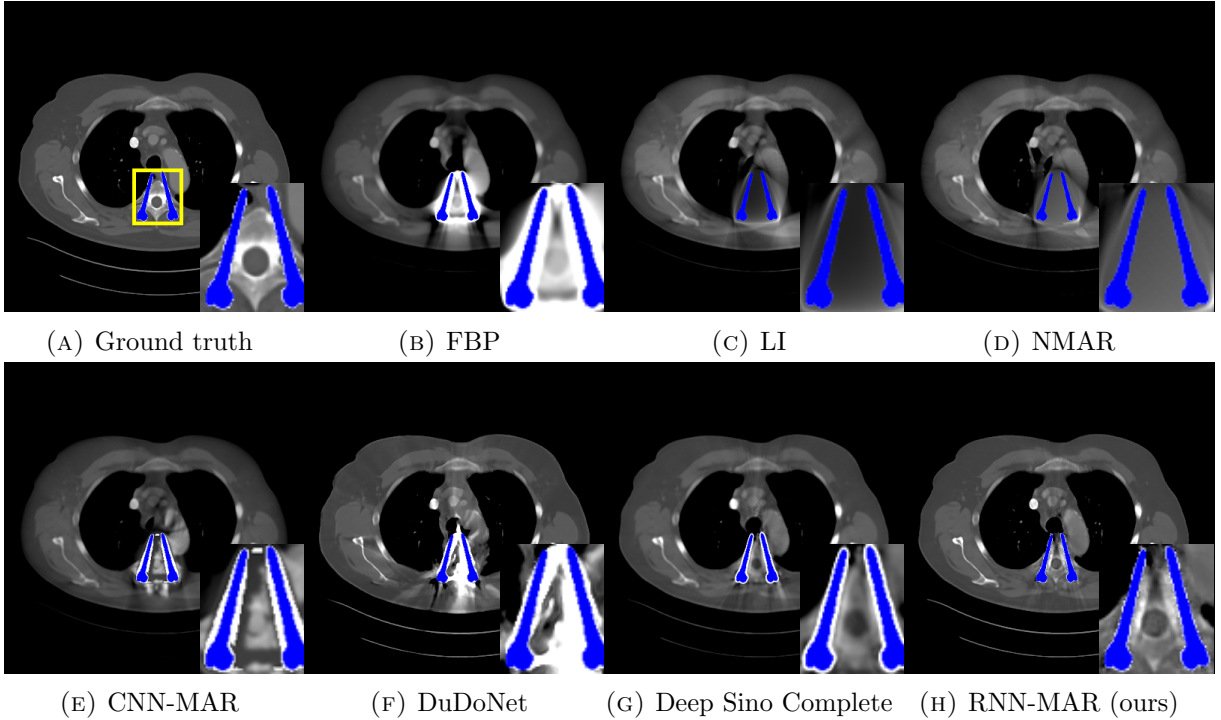 (A) Ground truth
(B) FBP
(C) LI
(D) NMAR
(E) CNN-MAR
(F) DuDoNet
(G) Deep Sino Complete
(H) RNN-MAR (ours)